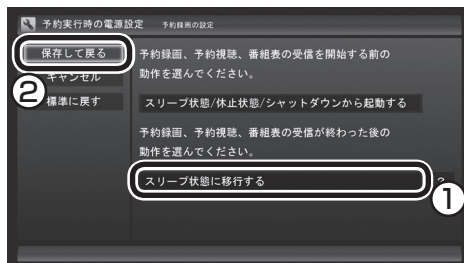 予約実行時の電源設定 予約録画の設定
保存して戻る
キャンセル
標準に戻す
②
予約録画、予約視聴、番組表の受信を開始する前の
動作を選んでください。
スリープ状態/休止状態/シャットダウンから起動する
予約録画、予約視聴、番組表の受信が終わった後の
動作を選んでください。
スリープ状態に移行する
①